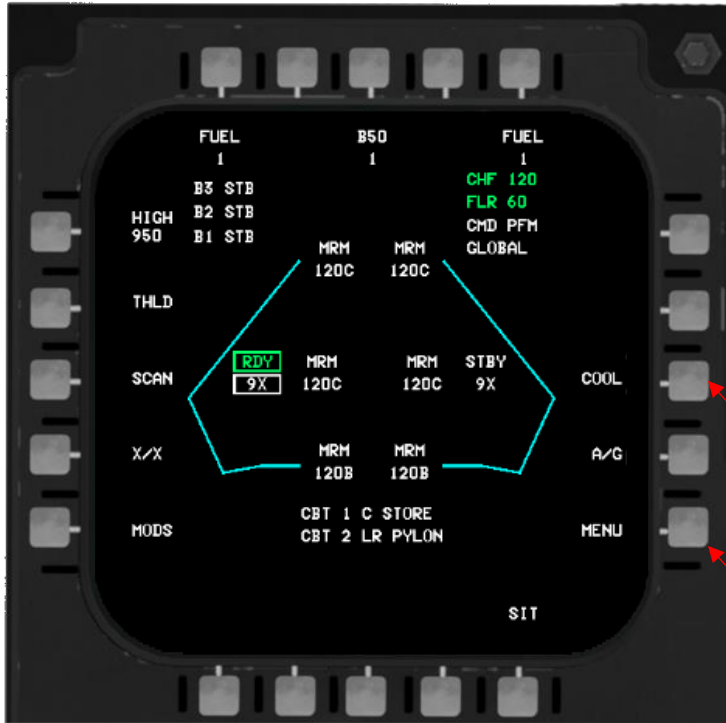 FUEL B50 FUEL
1 1 1
CHF 120
B3 STB
FLR 60
B2 STB
HIGH
950
CMD PFM
B1 STB
GLOBAL
MRM MRM
120C 120C
THLD
RDY MRM MRM STBY
SCAN 9X 120C 120C 9X COOL
X/X MRM MRM A/G
120B 120B
CBT 1 C STORE
MODS CBT 2 LR PYLON MENU
SIT